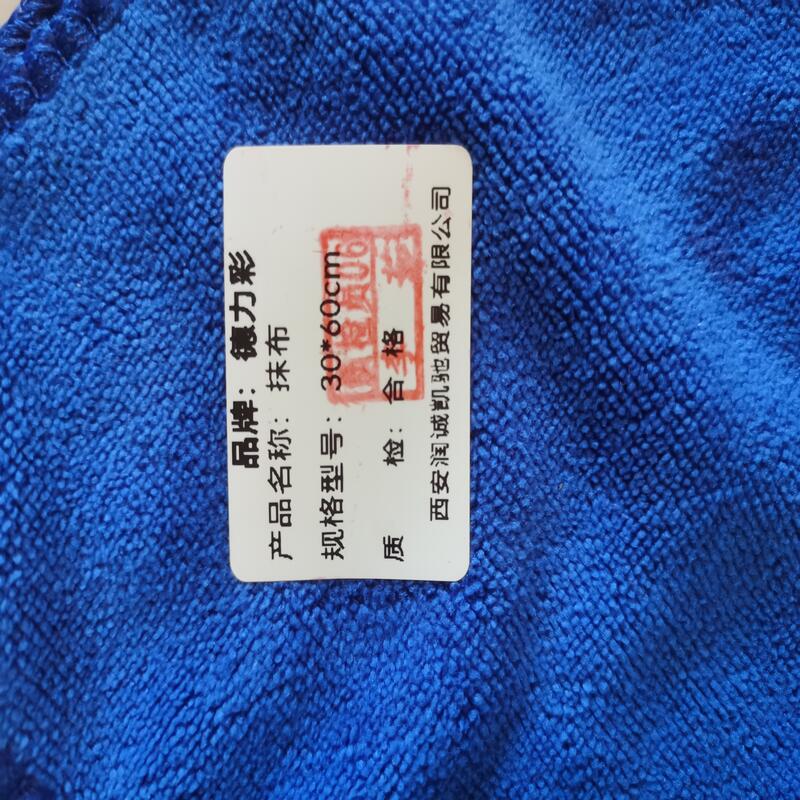 品牌：德力彩
产品名称：抹布
规格型号：30*60cm
质 检：合格
西安润诚凯驰贸易有限公司